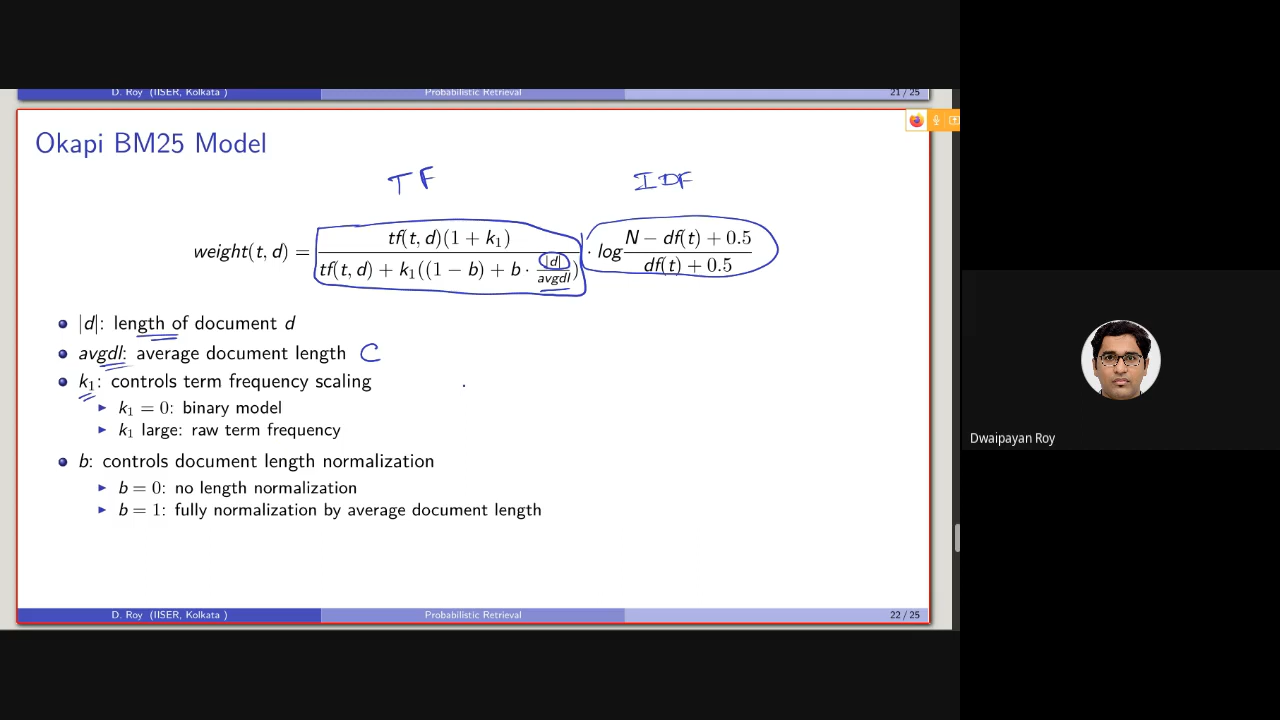 D. Roy (IISER, Kolkata ) Probabilistic Retrieval 21 / 25
Okapi BM25 Model
TF IDF
weight(t, d) = tf(t, d)(1 + k₁) / tf(t, d) + k₁((1 − b) + b · |d| / avgdl) · log N − df(t) + 0.5 / df(t) + 0.5
|d|: length of document d
avgdl: average document length C
k₁: controls term frequency scaling
k₁ = 0: binary model
k₁ large: raw term frequency
b: controls document length normalization
b = 0: no length normalization
b = 1: fully normalization by average document length
D. Roy (IISER, Kolkata ) Probabilistic Retrieval 22 / 25
Dwaipayan Roy